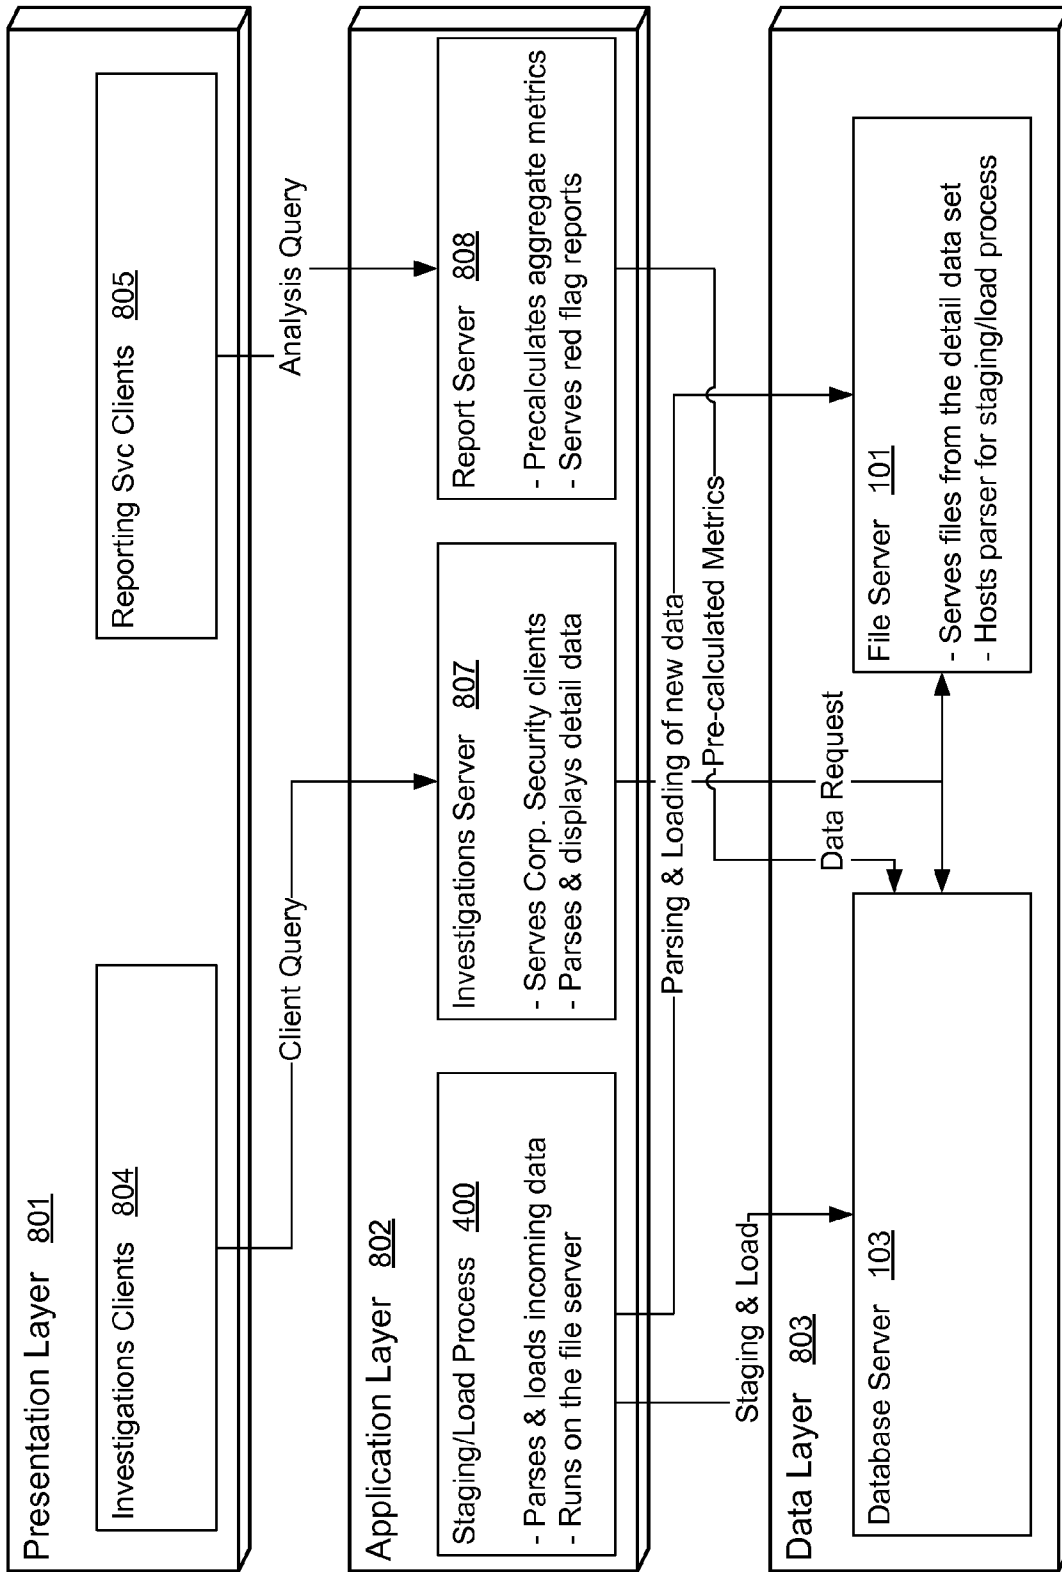 Presentation Layer 801
Investigations Clients 804
Reporting Svc Clients 805
Client Query
Analysis Query
Application Layer 802
Staging/Load Process 400
- Parses & loads incoming data
- Runs on the file server
Investigations Server 807
- Serves Corp. Security clients
- Parses & displays detail data
Report Server 808
- Precalculates aggregate metrics
- Serves red flag reports
Parsing & Loading of new data
Pre-calculated Metrics
Staging & Load
Data Request
Data Layer 803
Database Server 103
File Server 101
- Serves files from the detail data set
- Hosts parser for staging/load process